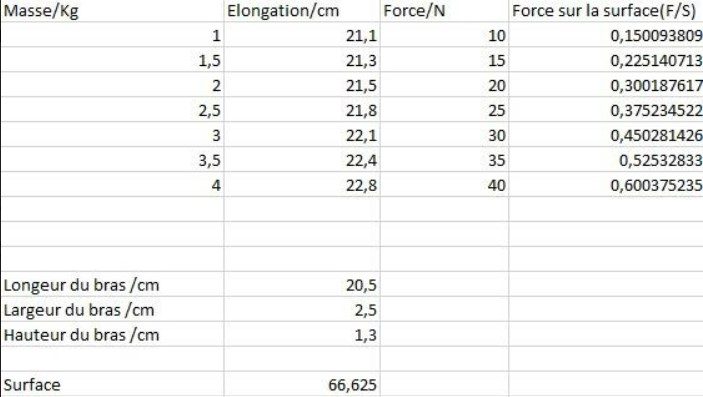 Masse/Kg Elongation/cm Force/N Force sur la surface(F/S)
1 21,1 10 0,150093809
1,5 21,3 15 0,225140713
2 21,5 20 0,300187617
2,5 21,8 25 0,375234522
3 22,1 30 0,450281426
3,5 22,4 35 0,52532833
4 22,8 40 0,600375235
Longeur du bras /cm 20,5
Largeur du bras /cm 2,5
Hauteur du bras /cm 1,3
Surface 66,625